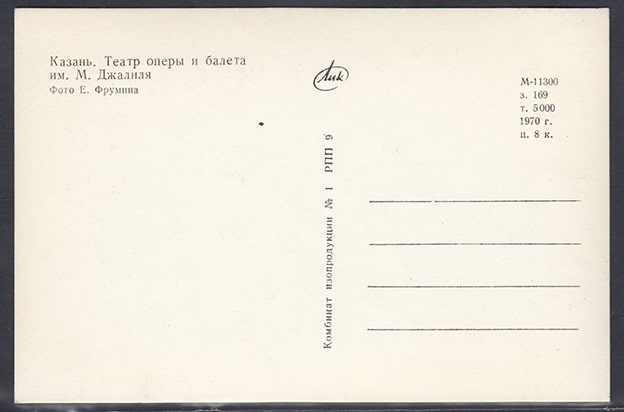 Казань. Театр оперы и балета
им. М. Джалиля
Фото Е. Фрумина
Лик
М-11300
з. 169
т. 5000
1970 г.
ц. 8 к.
Комбинат изопродукции № 1 РПП 9